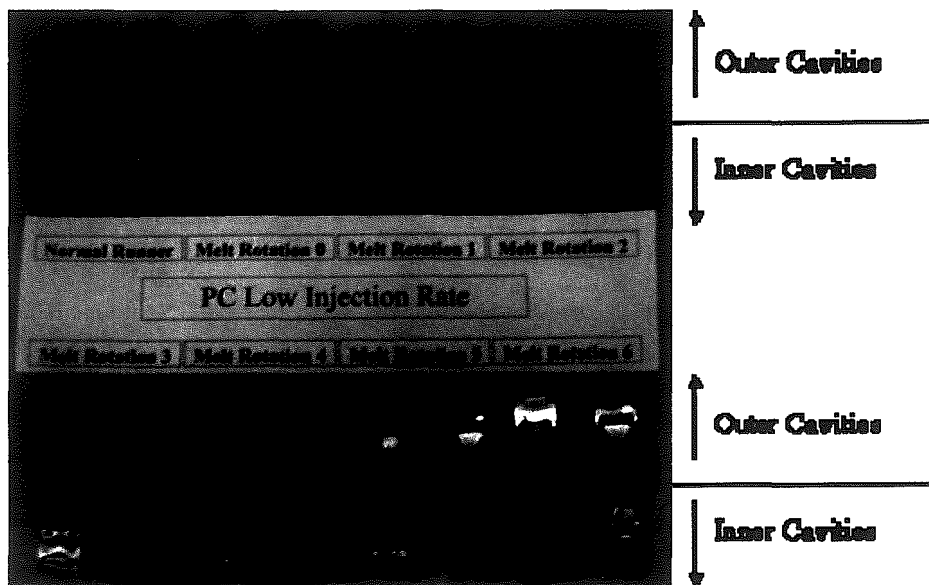 Outer Cavities
Inner Cavities
Normal Runner Melt Rotation 0 Melt Rotation 1 Melt Rotation 2
PC Low Injection Rate
Melt Rotation 3 Melt Rotation 4 Melt Rotation 5 Melt Rotation 6
Outer Cavities
Inner Cavities